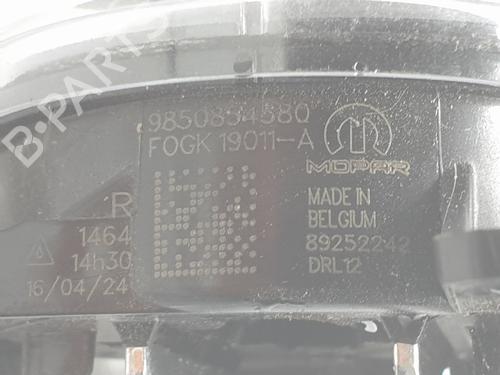 9850854580
FOGK 19011-A
MOPAR
R
1464
14h30
16/04/24
MADE IN
BELGIUM
89252242
DRL12
B-PARTS